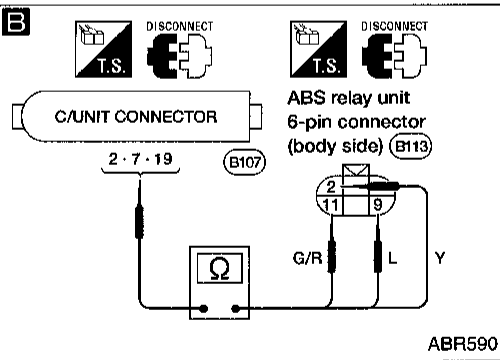 B
DISCONNECT
T.S.
DISCONNECT
T.S.
C/UNIT CONNECTOR
2·7·19
B107
ABS relay unit
6-pin connector
(body side) B113
2
11 9
Ω
G/R L Y
ABR590